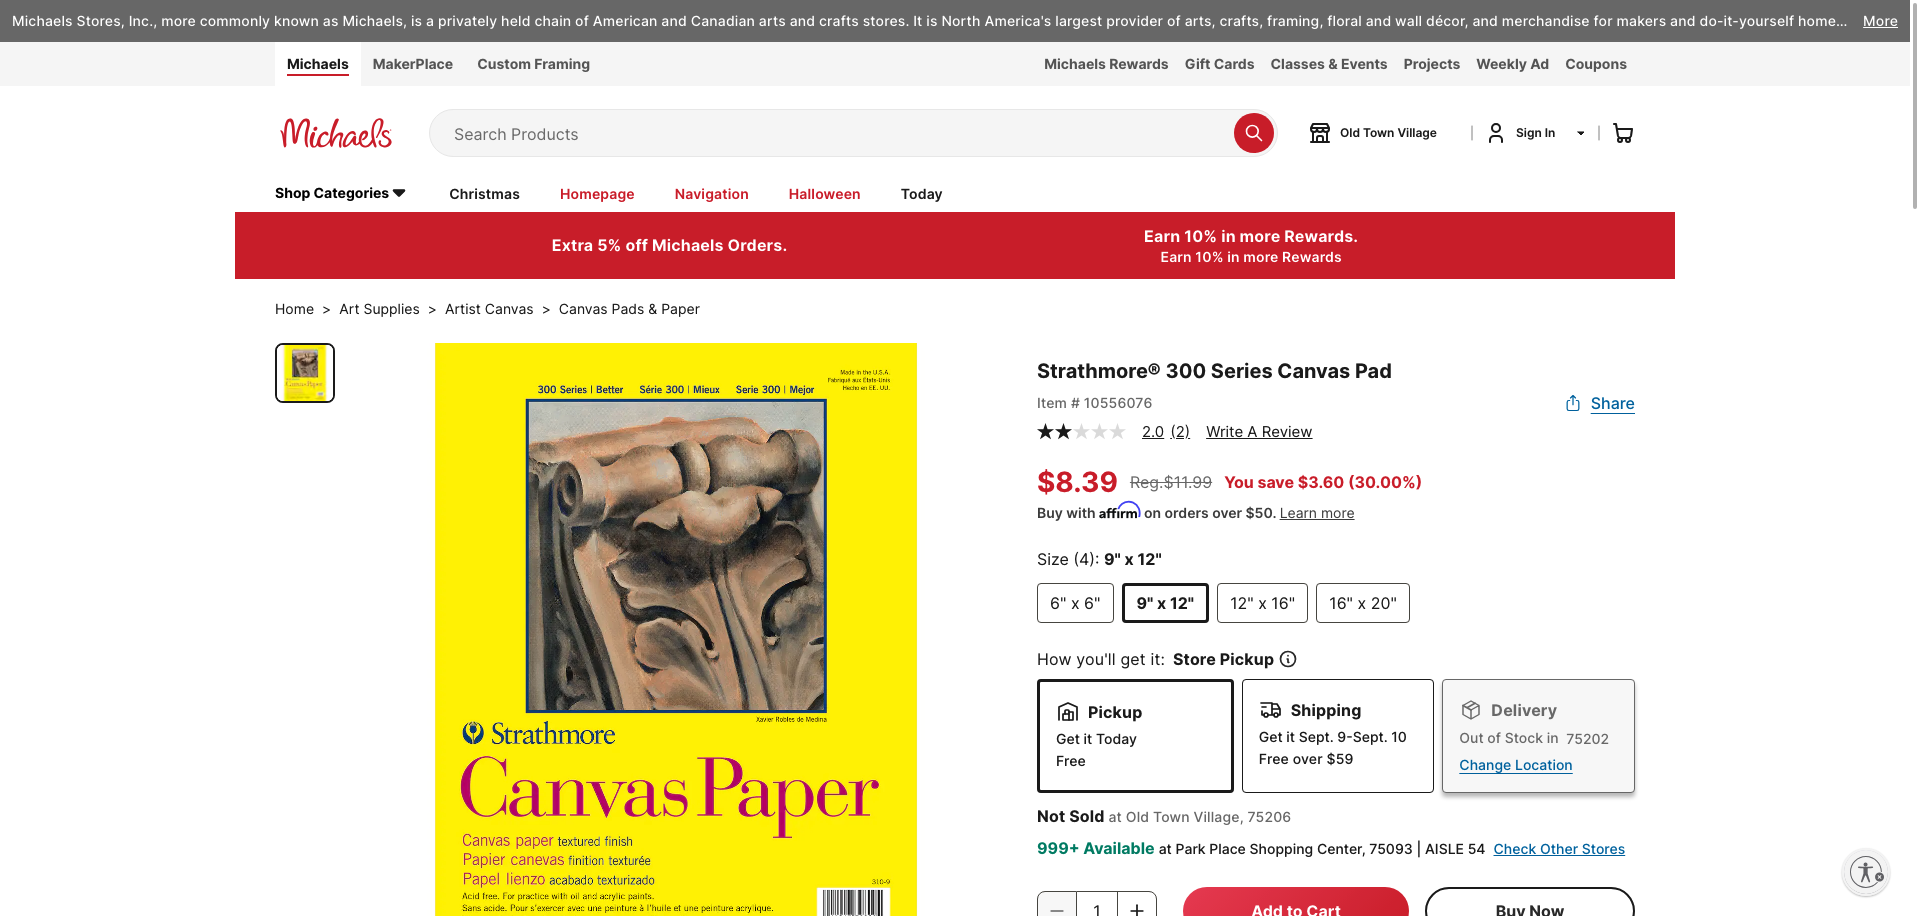 Michaels Stores, Inc., more commonly known as Michaels, is a privately held chain of American and Canadian arts and crafts stores. It is North America's largest provider of arts, crafts, framing, floral and wall décor, and merchandise for makers and do-it-yourself home... More
Michaels MakerPlace Custom Framing Michaels Rewards Gift Cards Classes & Events Projects Weekly Ad Coupons
Michaels Search Products Old Town Village | Sign In |
Shop Categories Christmas Homepage Navigation Halloween Today
Extra 5% off Michaels Orders.
Earn 10% in more Rewards.
Earn 10% in more Rewards
Home > Art Supplies > Artist Canvas > Canvas Pads & Paper
300 Series | Better Série 300 | Mieux Serie 300 | Mejor
Made in the U.S.A.
Fabriqué aux États-Unis
Hecho en EE. UU.
Xavier Robles de Medina
Strathmore
Canvas Paper
Canvas paper textured finish
Papier canevas finition texturée
Papel lienzo acabado texturizado
310-9
Acid free. For practice with oil and acrylic paints.
Sans acide. Pour s'exercer avec une peinture à l'huile et une peinture acrylique.
Strathmore® 300 Series Canvas Pad
Item # 10556076
Share
2.0 (2) Write A Review
$8.39 Reg.$11.99 You save $3.60 (30.00%)
Buy with affirm on orders over $50. Learn more
Size (4): 9" x 12"
6" x 6" 9" x 12" 12" x 16" 16" x 20"
How you'll get it: Store Pickup
Pickup
Get it Today
Free
Shipping
Get it Sept. 9-Sept. 10
Free over $59
Delivery
Out of Stock in 75202
Change Location
Not Sold at Old Town Village, 75206
999+ Available at Park Place Shopping Center, 75093 | AISLE 54 Check Other Stores
1 Add to Cart Buy Now